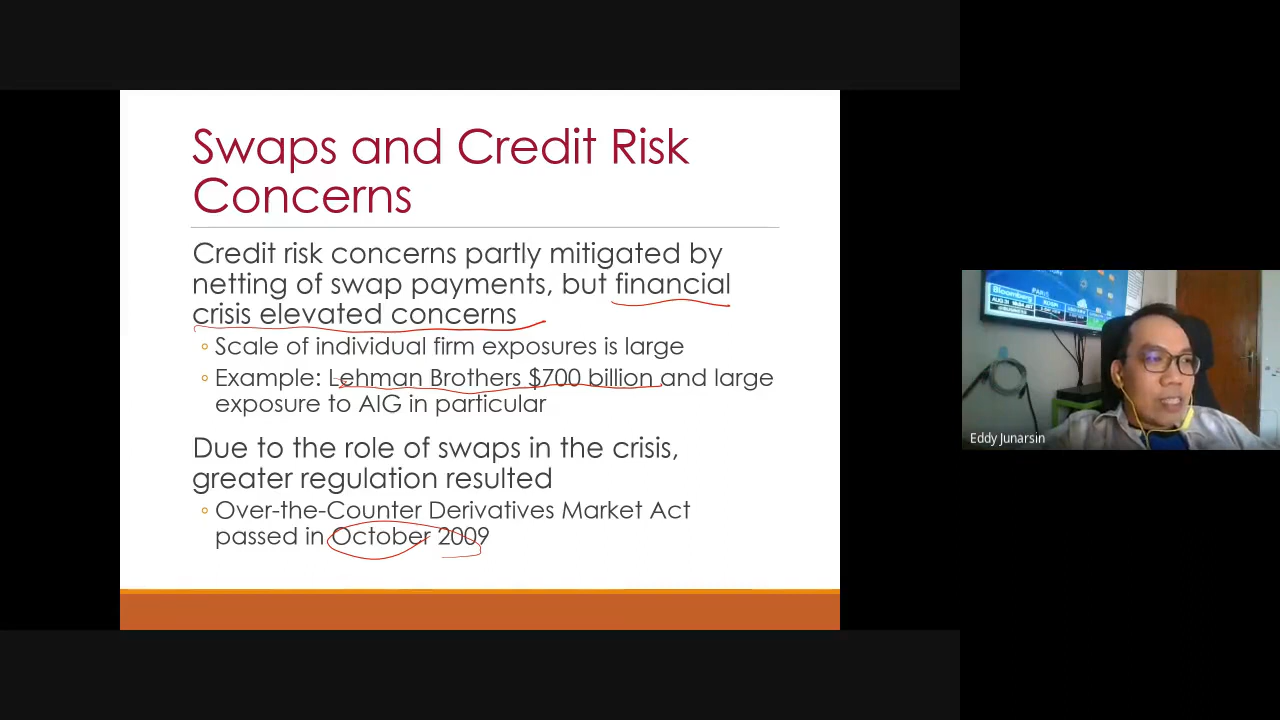 Swaps and Credit Risk
Concerns
Credit risk concerns partly mitigated by
netting of swap payments, but financial
crisis elevated concerns
◦ Scale of individual firm exposures is large
◦ Example: Lehman Brothers $700 billion and large
exposure to AIG in particular
Due to the role of swaps in the crisis,
greater regulation resulted
◦ Over-the-Counter Derivatives Market Act
passed in October 2009
Bloomberg
PARIS
Eddy Junarsin